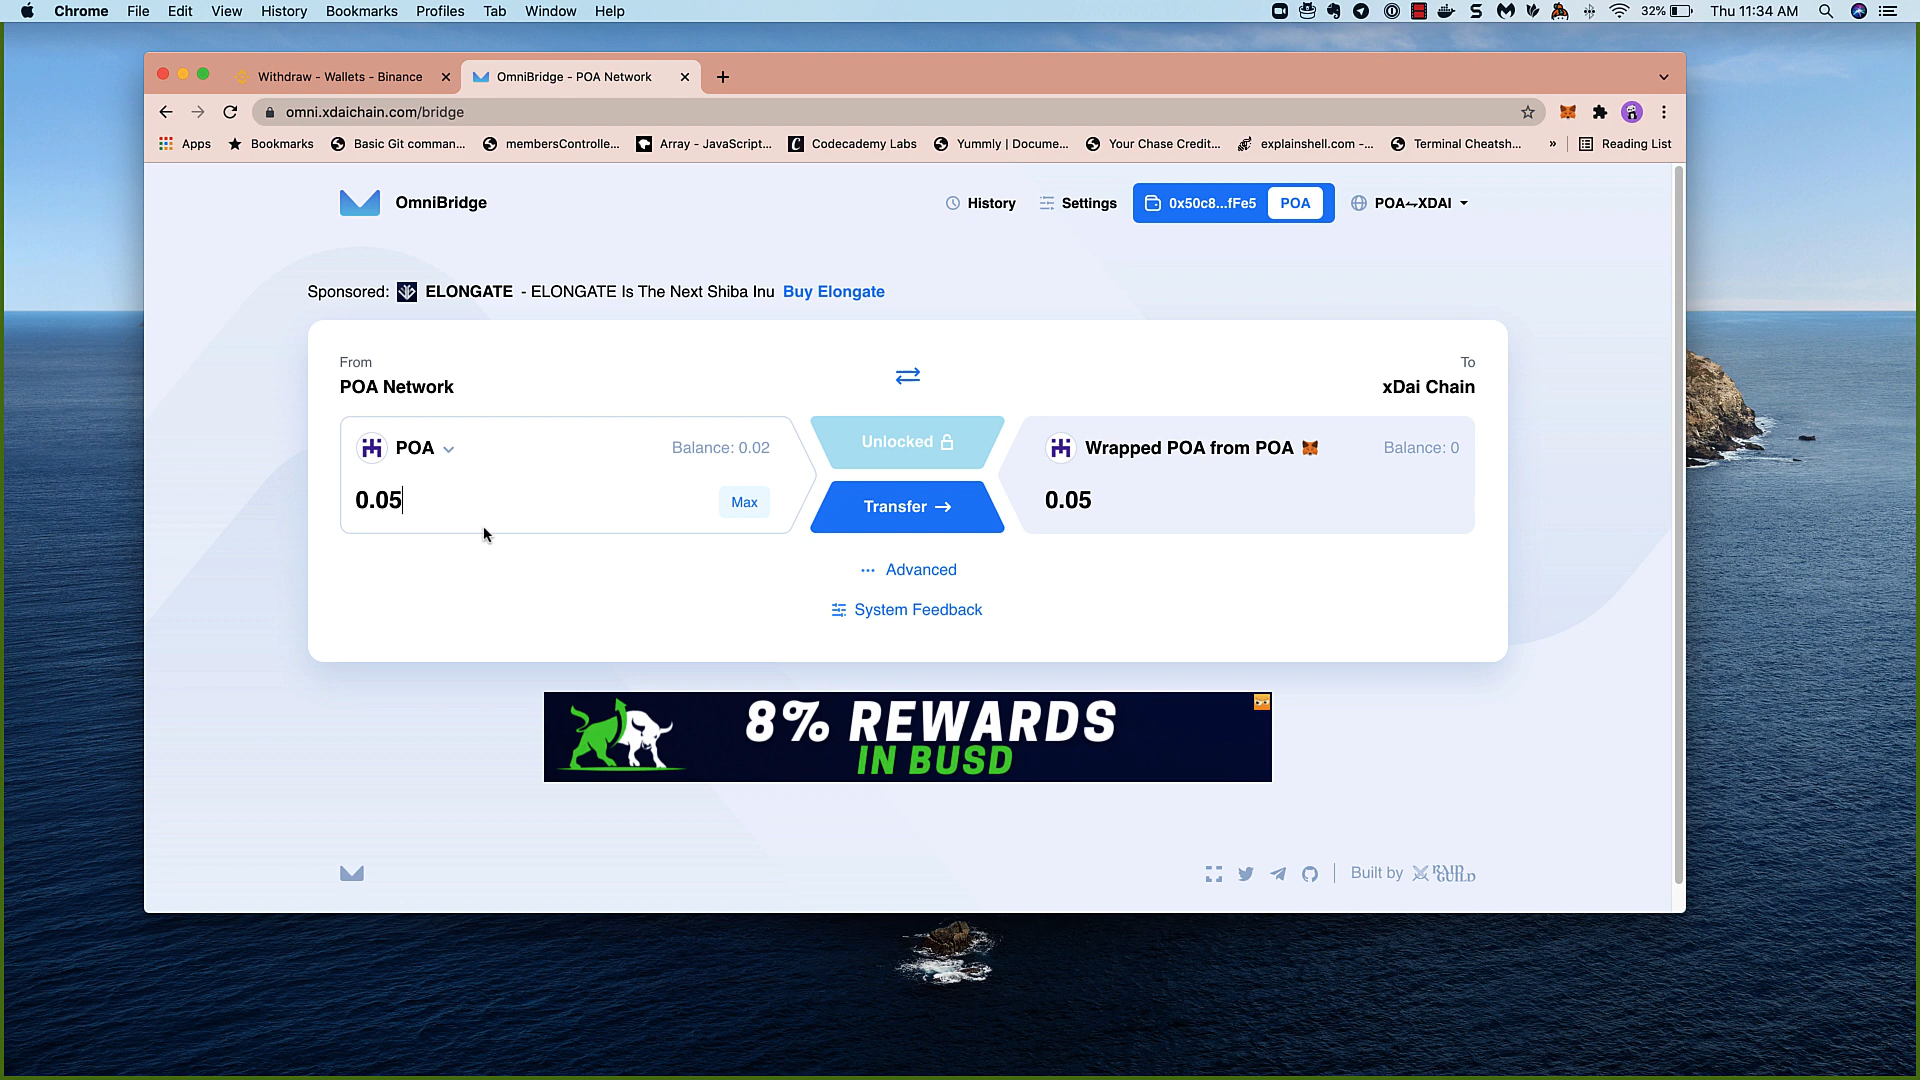 Chrome File Edit View History Bookmarks Profiles Tab Window Help 32% Thu 11:34 AM
Withdraw - Wallets - Binance OmniBridge - POA Network
omni.xdaichain.com/bridge
Apps Bookmarks Basic Git comman... membersControlle... Array - JavaScript... Codecademy Labs Yummly | Docume... Your Chase Credit... explainshell.com -... Terminal Cheatsh... » Reading List
OmniBridge History Settings 0x50c8...fFe5 POA POA⇋XDAI
Sponsored: ELONGATE - ELONGATE Is The Next Shiba Inu Buy Elongate
From To
POA Network xDai Chain
POA Balance: 0.02 Unlocked Wrapped POA from POA Balance: 0
0.05 Max Transfer → 0.05
... Advanced
System Feedback
8% REWARDS
IN BUSD
Built by RAID GUILD